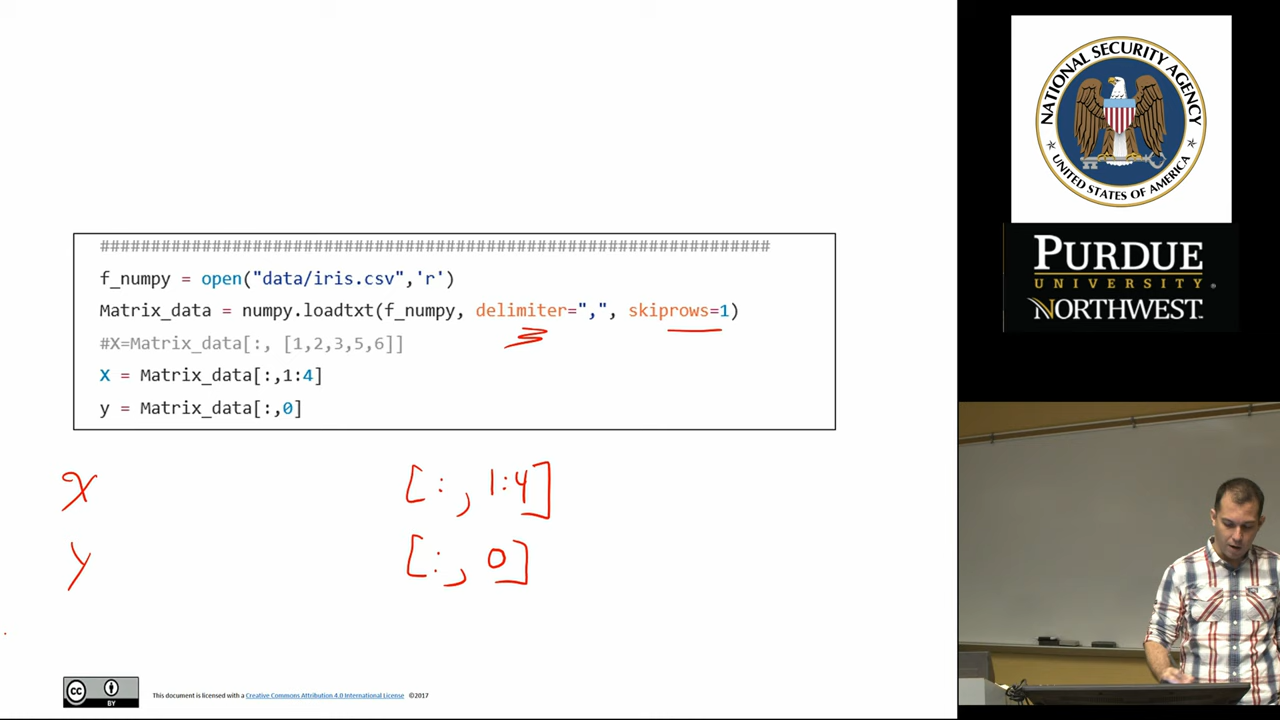 ###################################################################
f_numpy = open("data/iris.csv",'r')
Matrix_data = numpy.loadtxt(f_numpy, delimiter=",", skiprows=1)
#X=Matrix_data[:, [1,2,3,5,6]]
X = Matrix_data[:,1:4]
y = Matrix_data[:,0]
X [:, 1:4]
y [:, 0]
cc BY
This document is licensed with a Creative Commons Attribution 4.0 International License ©2017
NATIONAL SECURITY AGENCY
UNITED STATES OF AMERICA
PURDUE
UNIVERSITY®
NORTHWEST.